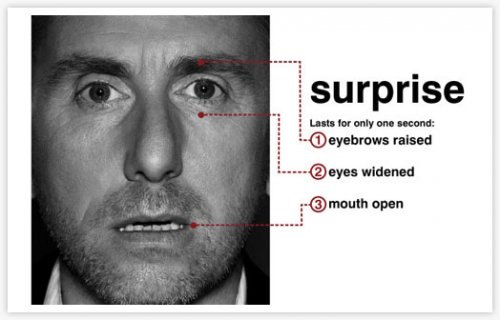 surprise
Lasts for only one second:
1 eyebrows raised
2 eyes widened
3 mouth open